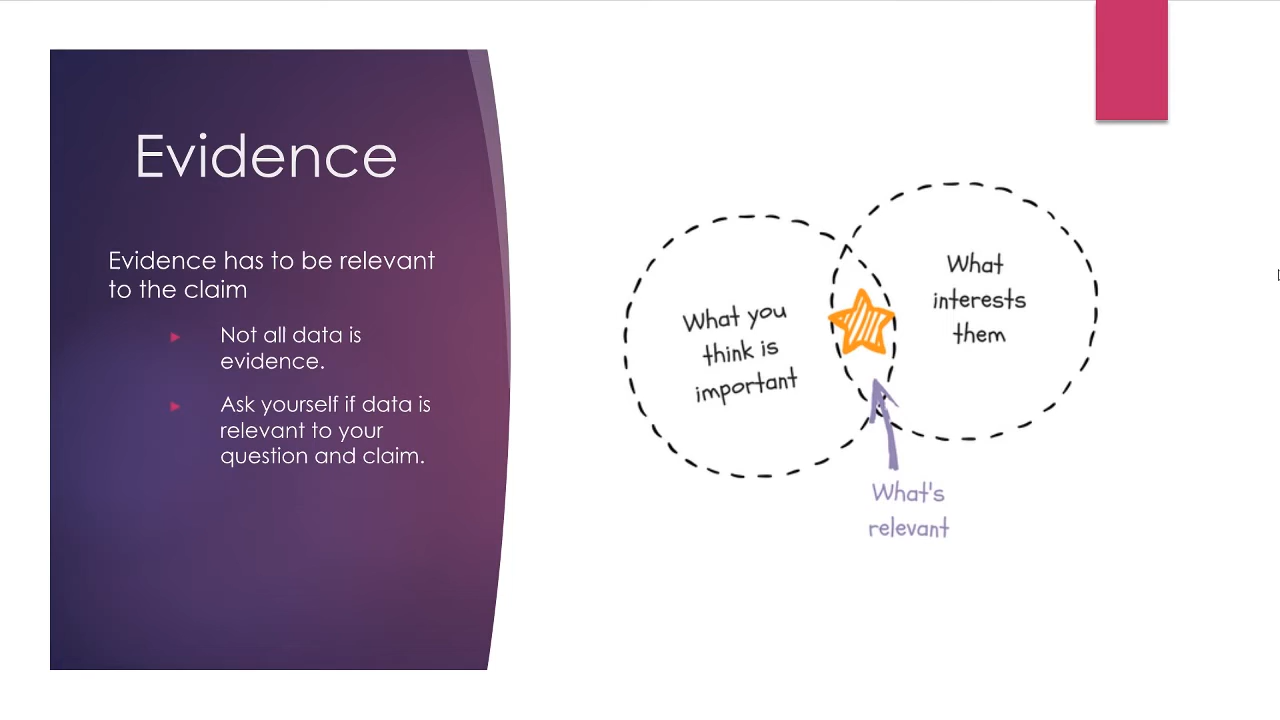 Evidence
Evidence has to be relevant
to the claim
Not all data is
evidence.
Ask yourself if data is
relevant to your
question and claim.
What you
think is
important
What
interests
them
What's
relevant